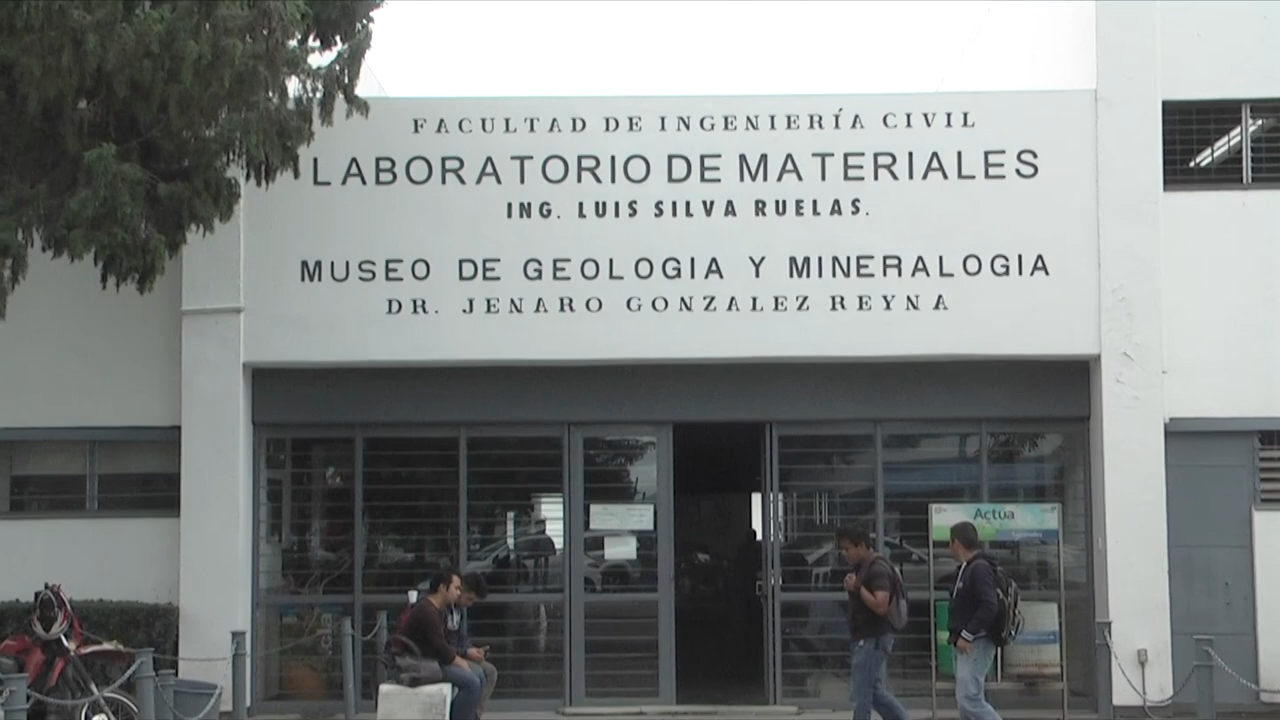 FACULTAD DE INGENIERÍA CIVIL
LABORATORIO DE MATERIALES
ING. LUIS SILVA RUELAS.
MUSEO DE GEOLOGIA Y MINERALOGIA
DR. JENARO GONZALEZ REYNA
Actúa